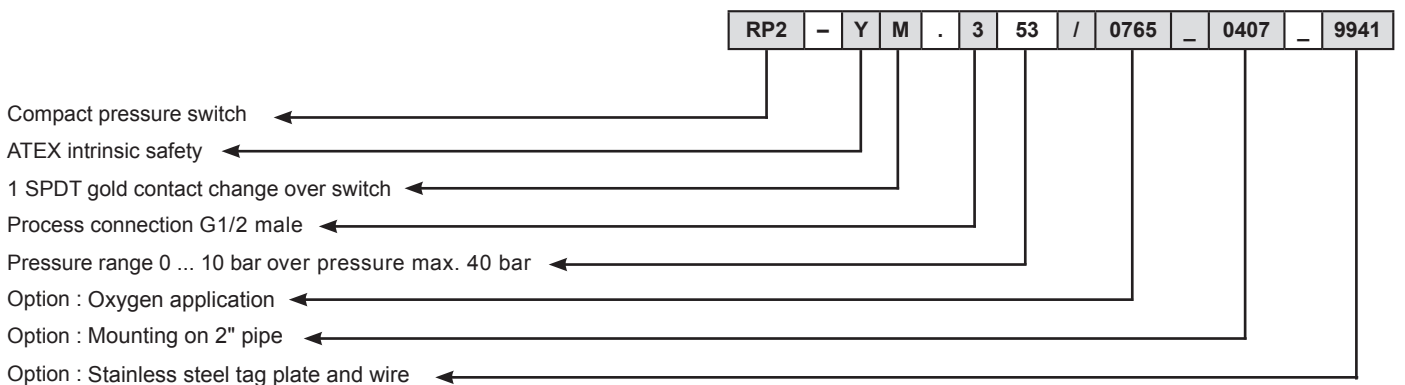 RP2 – Y M . 3 53 / 0765 _ 0407 _ 9941
Compact pressure switch
ATEX intrinsic safety
1 SPDT gold contact change over switch
Process connection G1/2 male
Pressure range 0 ... 10 bar over pressure max. 40 bar
Option : Oxygen application
Option : Mounting on 2" pipe
Option : Stainless steel tag plate and wire